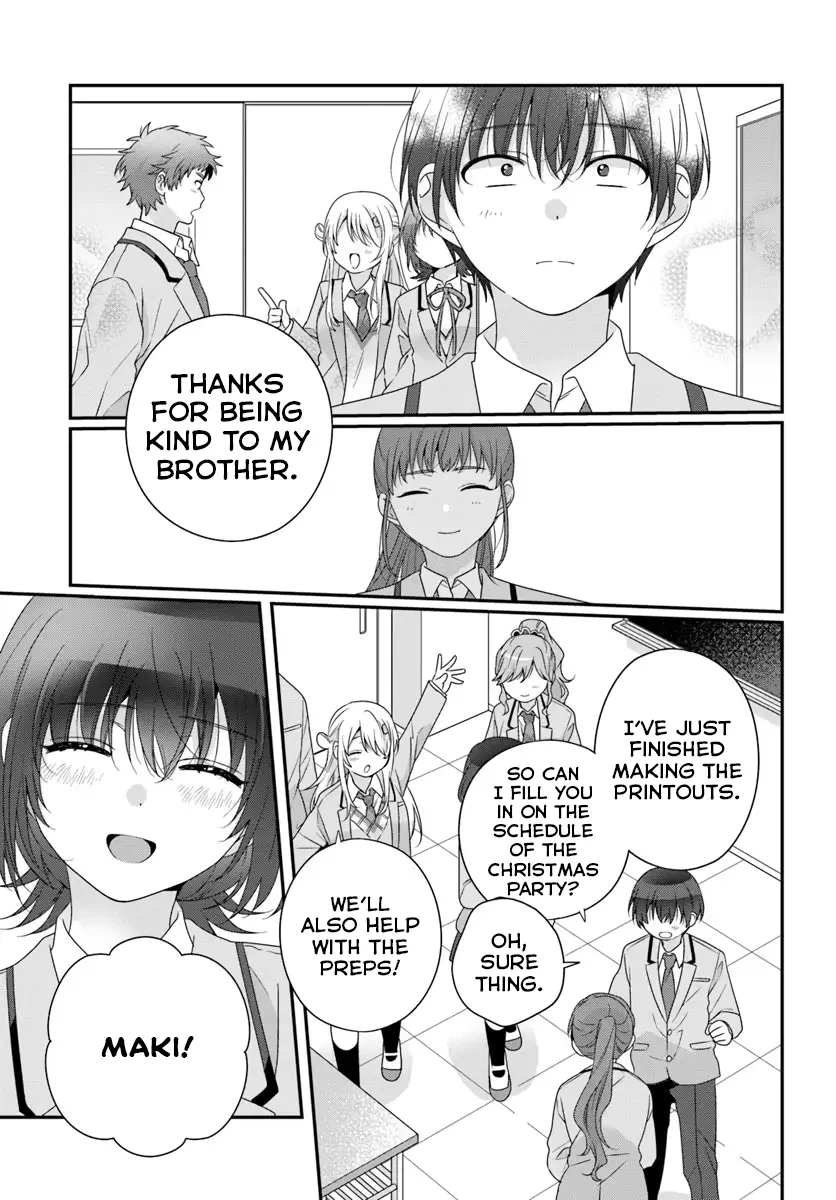 THANKS
FOR BEING
KIND TO MY
BROTHER.
I'VE JUST
FINISHED
MAKING THE
PRINTOUTS.
SO CAN
I FILL YOU
IN ON THE
SCHEDULE
OF THE
CHRISTMAS
PARTY?
OH,
SURE
THING.
WE'LL
ALSO HELP
WITH THE
PREPS!
MAKI!